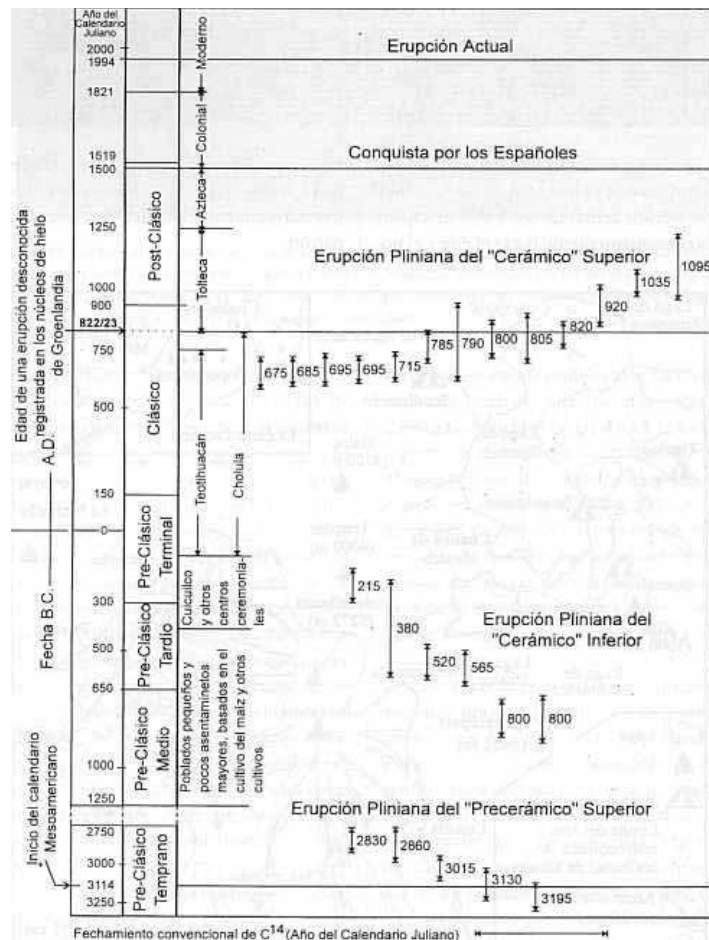 Año del
Calendario
Juliano
2000
1994
1821
1519
1500
1250
1000
900
822/23
750
500
150
0
300
500
650
1000
1250
2750
3000
3114
3250
Edad de una erupción desconocida
registrada en los núcleos de hielo
de Groenlandia
A.D.
Fecha B.C.
Inicio del calendario
Mesoamericano
Post-Clásico
Clásico
Pre-Clásico
Terminal
Pre-Clásico
Tardío
Pre-Clásico
Medio
Pre-Clásico
Temprano
Moderno
Colonial
Azteca
Tolteca
Teotihuacán
Cholula
Cuicuilco
y otros
centros
ceremonia-
les
Poblados pequeños y
pocos asentaminetos
mayores, basados en el
cultivo del maíz y otros
cultivos.
Erupción Actual
Conquista por los Españoles
Erupción Pliniana del "Cerámico" Superior
675
685
695
695
715
785
790
800
805
820
920
1035
1095
215
380
520
565
800
800
Erupción Pliniana del
"Cerámico" Inferior
Erupción Pliniana del "Precerámico" Superior
2830
2860
3015
3130
3195
Fechamiento convencional de C14 (Año del Calendario Juliano)